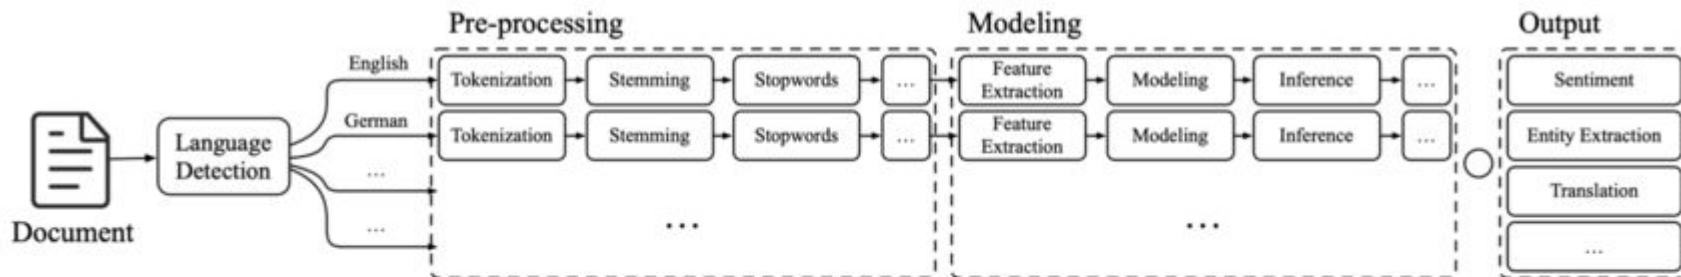 Pre-processing
Modeling
Output
English
Tokenization
Stemming
Stopwords
...
Feature
Extraction
Modeling
Inference
...
Sentiment
German
Tokenization
Stemming
Stopwords
...
Feature
Extraction
Modeling
Inference
...
Entity Extraction
Language
Detection
...
Translation
...
...
...
...
Document